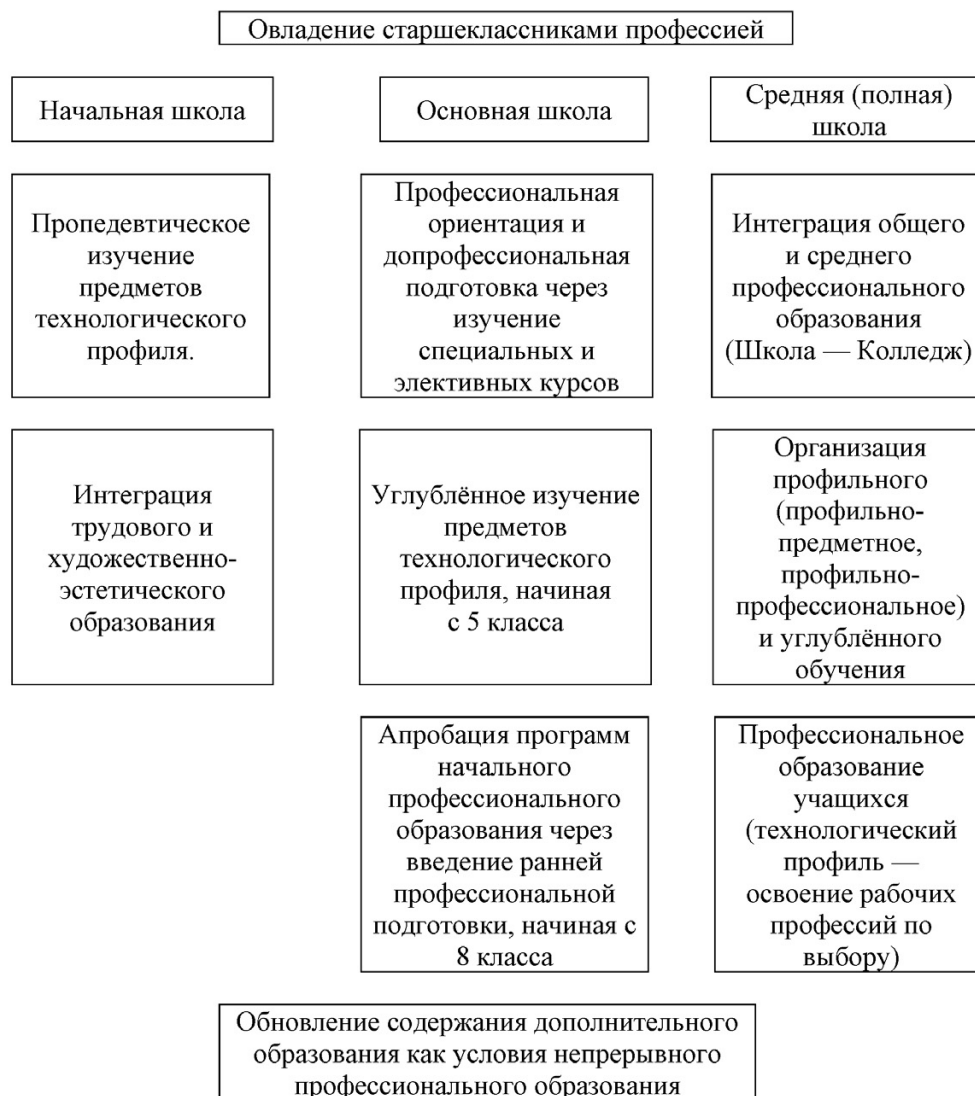 Овладение старшеклассниками профессией
Начальная школа
Основная школа
Средняя (полная)
школа
Пропедевтическое
изучение
предметов
технологического
профиля.
Профессиональная
ориентация и
допрофессиональная
подготовка через
изучение
специальных и
элективных курсов
Интеграция общего
и среднего
профессионального
образования
(Школа — Колледж)
Интеграция
трудового и
художественно-
эстетического
образования
Углублённое изучение
предметов
технологического
профиля, начиная
с 5 класса
Организация
профильного
(профильно-
предметное,
профильно-
профессиональное)
и углублённого
обучения
Апробация программ
начального
профессионального
образования через
введение ранней
профессиональной
подготовки, начиная с
8 класса
Профессиональное
образование
учащихся
(технологический
профиль —
освоение рабочих
профессий по
выбору)
Обновление содержания дополнительного
образования как условия непрерывного
профессионального образования